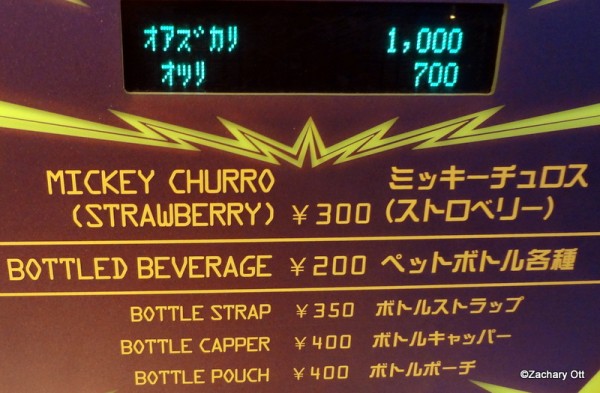 ｵｱｽﾞｶﾘ 1,000
ｵﾂﾘ 700
MICKEY CHURRO ミッキーチュロス
(STRAWBERRY) ¥300 (ストロベリー)
BOTTLED BEVERAGE ¥200 ペットボトル各種
BOTTLE STRAP ¥350 ボトルストラップ
BOTTLE CAPPER ¥400 ボトルキャッパー
BOTTLE POUCH ¥400 ボトルポーチ
©Zachary Ott